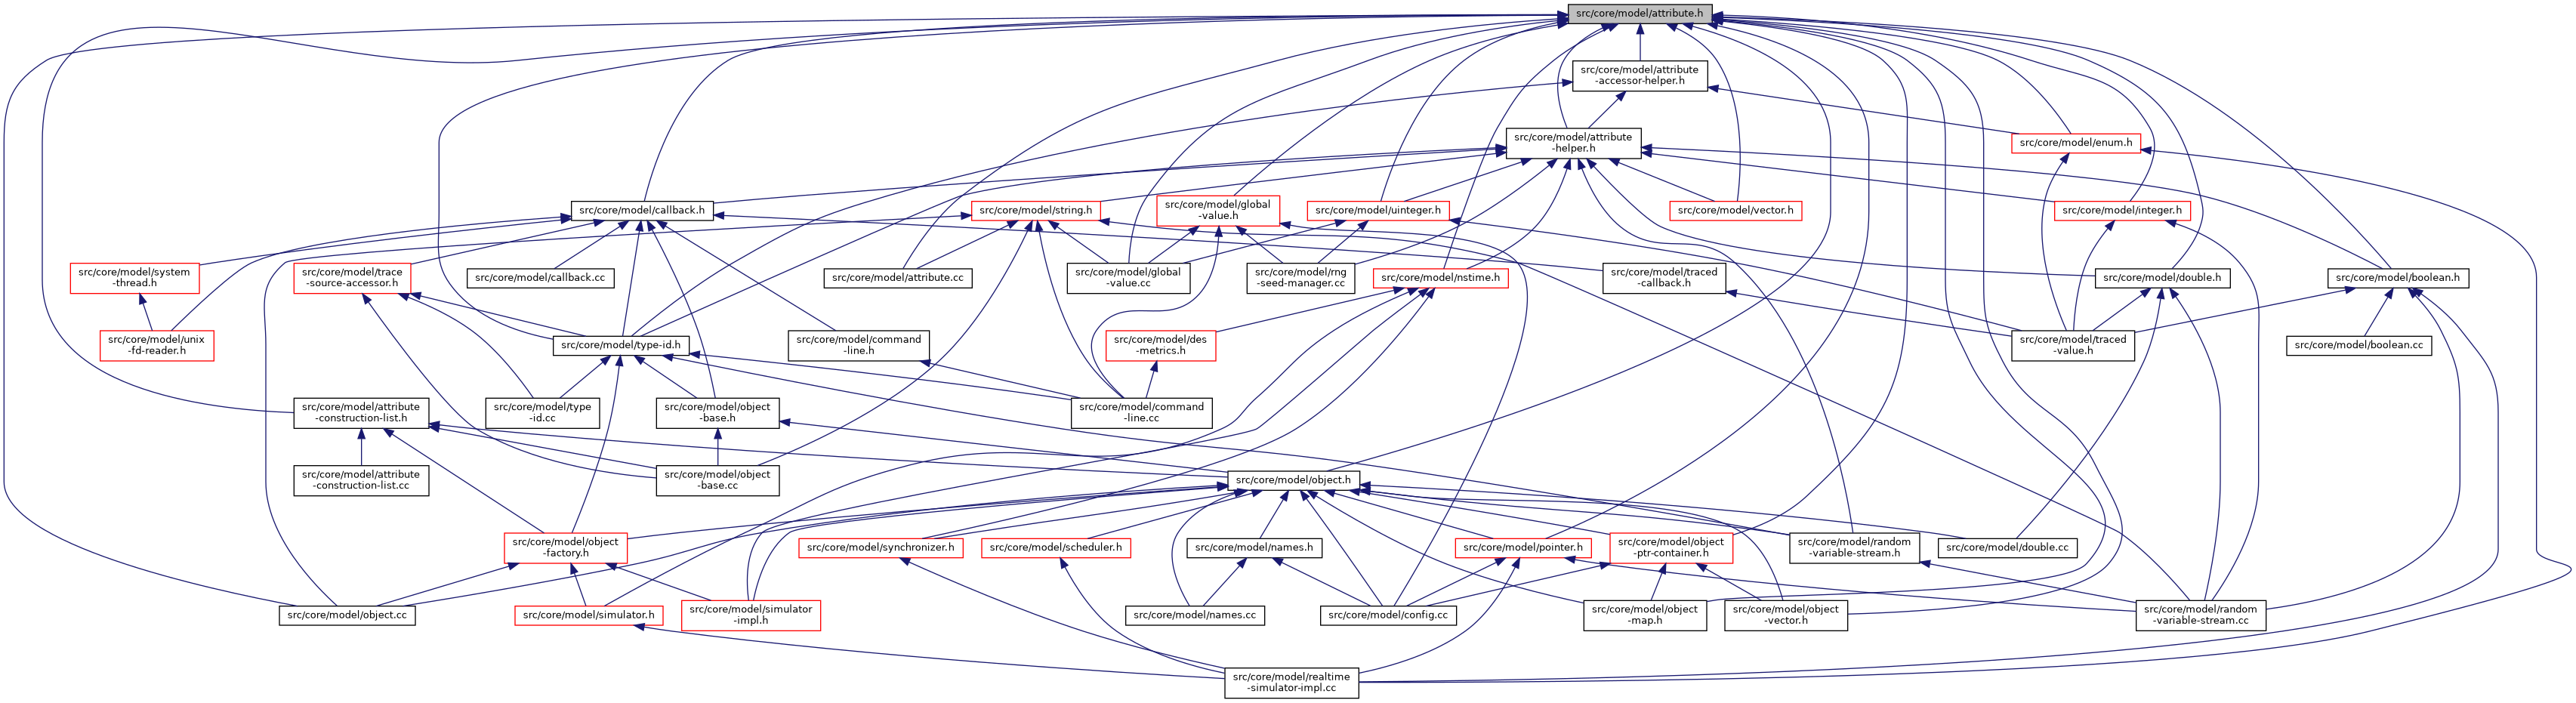 src/core/model/attribute.h
src/core/model/attribute
-accessor-helper.h
src/core/model/attribute
-helper.h
src/core/model/enum.h
src/core/model/callback.h
src/core/model/string.h
src/core/model/global
-value.h
src/core/model/uinteger.h
src/core/model/vector.h
src/core/model/integer.h
src/core/model/system
-thread.h
src/core/model/trace
-source-accessor.h
src/core/model/callback.cc
src/core/model/attribute.cc
src/core/model/global
-value.cc
src/core/model/rng
-seed-manager.cc
src/core/model/nstime.h
src/core/model/traced
-callback.h
src/core/model/double.h
src/core/model/boolean.h
src/core/model/unix
-fd-reader.h
src/core/model/type-id.h
src/core/model/command
-line.h
src/core/model/des
-metrics.h
src/core/model/traced
-value.h
src/core/model/boolean.cc
src/core/model/attribute
-construction-list.h
src/core/model/type
-id.cc
src/core/model/object
-base.h
src/core/model/command
-line.cc
src/core/model/attribute
-construction-list.cc
src/core/model/object
-base.cc
src/core/model/object.h
src/core/model/object
-factory.h
src/core/model/synchronizer.h
src/core/model/scheduler.h
src/core/model/names.h
src/core/model/pointer.h
src/core/model/object
-ptr-container.h
src/core/model/random
-variable-stream.h
src/core/model/double.cc
src/core/model/object.cc
src/core/model/simulator.h
src/core/model/simulator
-impl.h
src/core/model/names.cc
src/core/model/config.cc
src/core/model/object
-map.h
src/core/model/object
-vector.h
src/core/model/random
-variable-stream.cc
src/core/model/realtime
-simulator-impl.cc